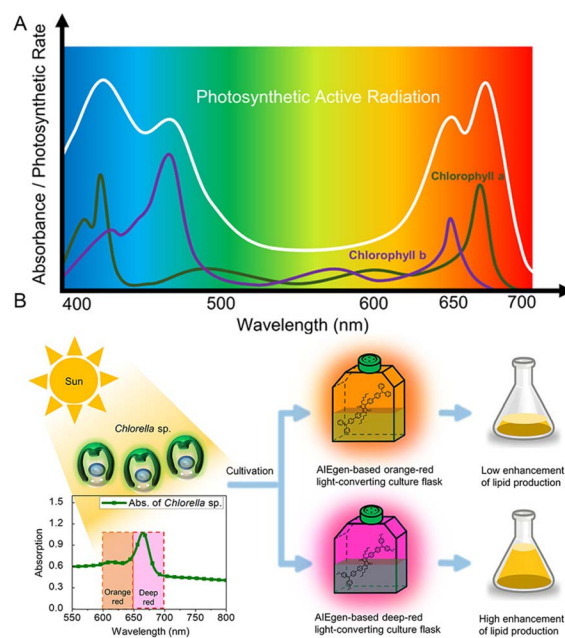 A
Absorbance / Photosynthetic Rate
Photosynthetic Active Radiation
Chlorophyll a
Chlorophyll b
400 500 600 650 700
Wavelength (nm)
B
Sun
Chlorella sp.
Cultivation
AIEgen-based orange-red
light-converting culture flask
Low enhancement
of lipid production
Absorption
1.5
1.2
0.9
0.6
0.3
0.0
Abs. of Chlorella sp.
Orange
red
Deep
red
550 600 650 700 750 800
Wavelength (nm)
AIEgen-based deep-red
light-converting culture flask
High enhancement
of lipid production